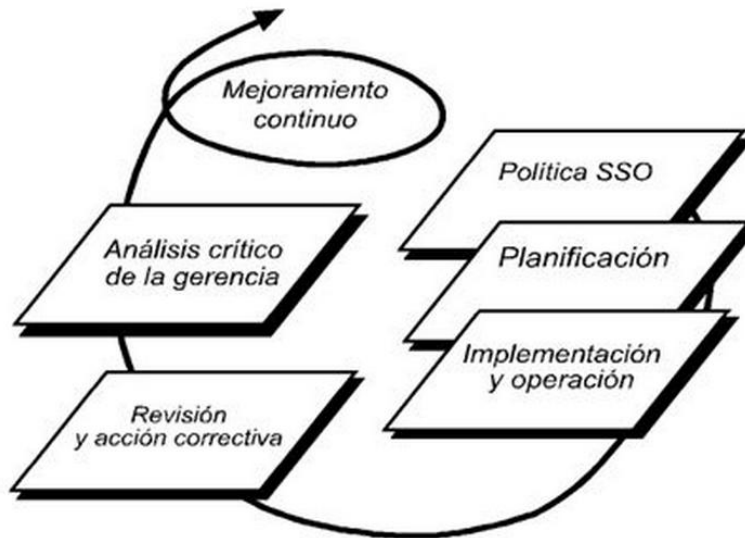 Mejoramiento
continuo
Política SSO
Planificación
Implementación
y operación
Análisis crítico
de la gerencia
Revisión
y acción correctiva